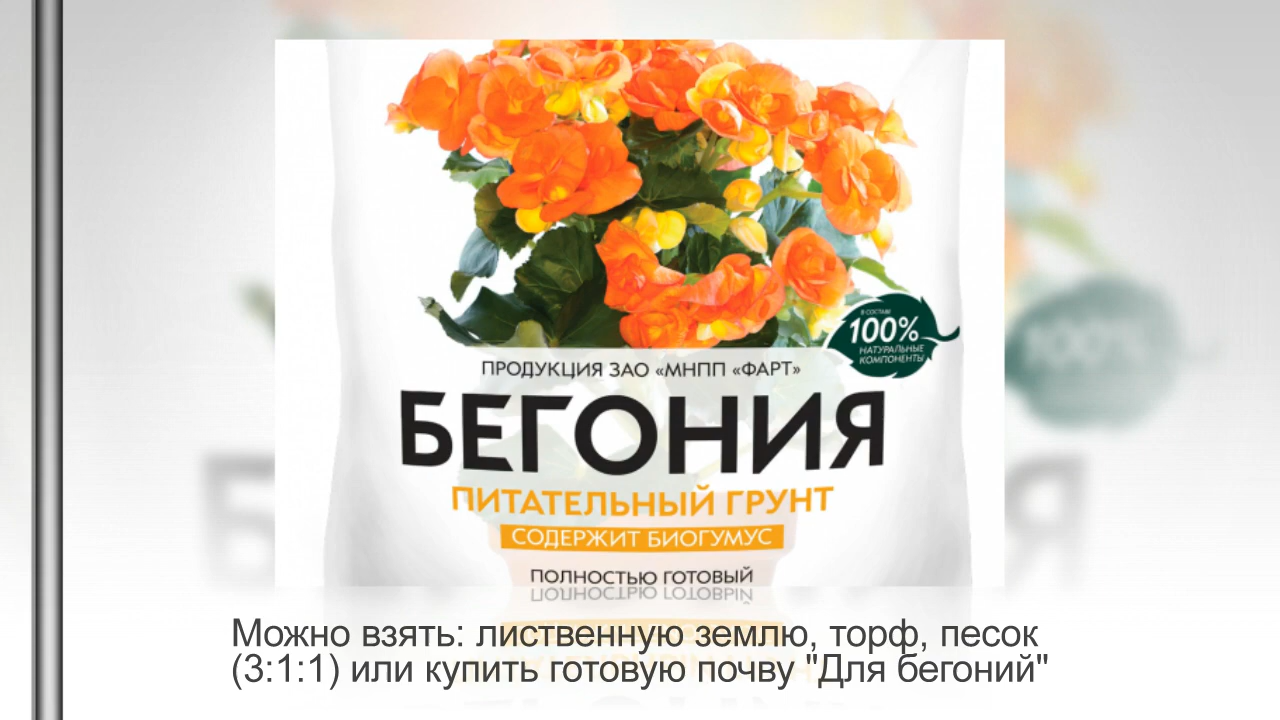 В СОСТАВЕ
100%
НАТУРАЛЬНЫЕ
КОМПОНЕНТЫ
ПРОДУКЦИЯ ЗАО «МНПП «ФАРТ»
БЕГОНИЯ
ПИТАТЕЛЬНЫЙ ГРУНТ
СОДЕРЖИТ БИОГУМУС
ПОЛНОСТЬЮ ГОТОВЫЙ
Можно взять: лиственную землю, торф, песок
(3:1:1) или купить готовую почву "Для бегоний"